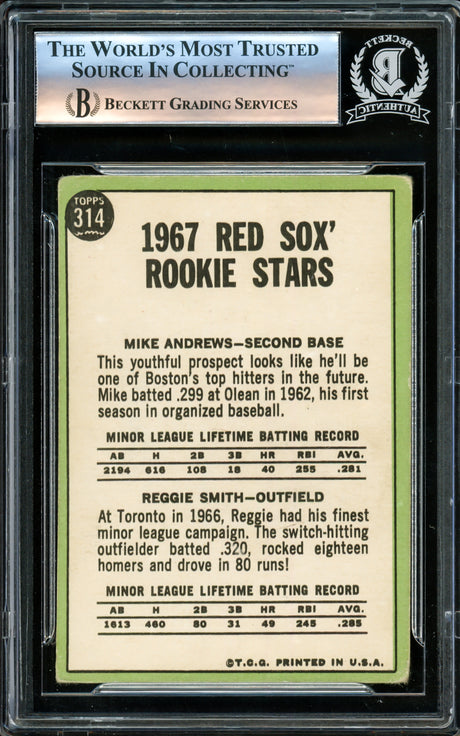 THE WORLD'S MOST TRUSTED
SOURCE IN COLLECTING™
B BECKETT GRADING SERVICES
BECKETT
B
AUTHENTIC
TOPPS
314
1967 RED SOX'
ROOKIE STARS
MIKE ANDREWS—SECOND BASE
This youthful prospect looks like he'll be
one of Boston's top hitters in the future.
Mike batted .299 at Olean in 1962, his first
season in organized baseball.
MINOR LEAGUE LIFETIME BATTING RECORD
AB H 2B 3B HR RBI AVG.
2194 616 108 18 40 255 .281
REGGIE SMITH—OUTFIELD
At Toronto in 1966, Reggie had his finest
minor league campaign. The switch-hitting
outfielder batted .320, rocked eighteen
homers and drove in 80 runs!
MINOR LEAGUE LIFETIME BATTING RECORD
AB H 2B 3B HR RBI AVG.
1613 460 80 31 49 245 .285
©T.C.G. PRINTED IN U.S.A.